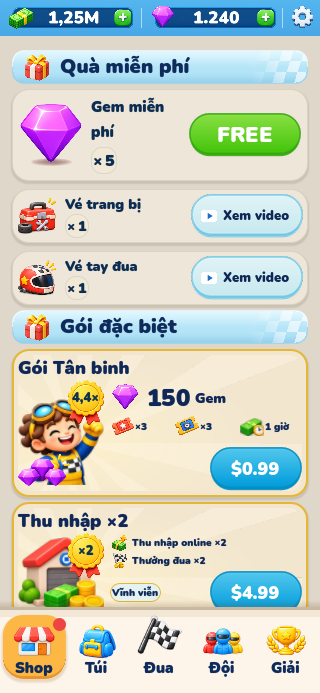 1,25M
1.240
Quà miễn phí
Gem miễn
phí
× 5
FREE
Vé trang bị
× 1
Xem video
Vé tay đua
× 1
Xem video
Gói đặc biệt
Gói Tân binh
4,4×
150 Gem
×3
×3
1 giờ
$0.99
Thu nhập ×2
×2
Thu nhập online ×2
Thưởng đua ×2
Vĩnh viễn
$4.99
Shop
Túi
Đua
Đội
Giải